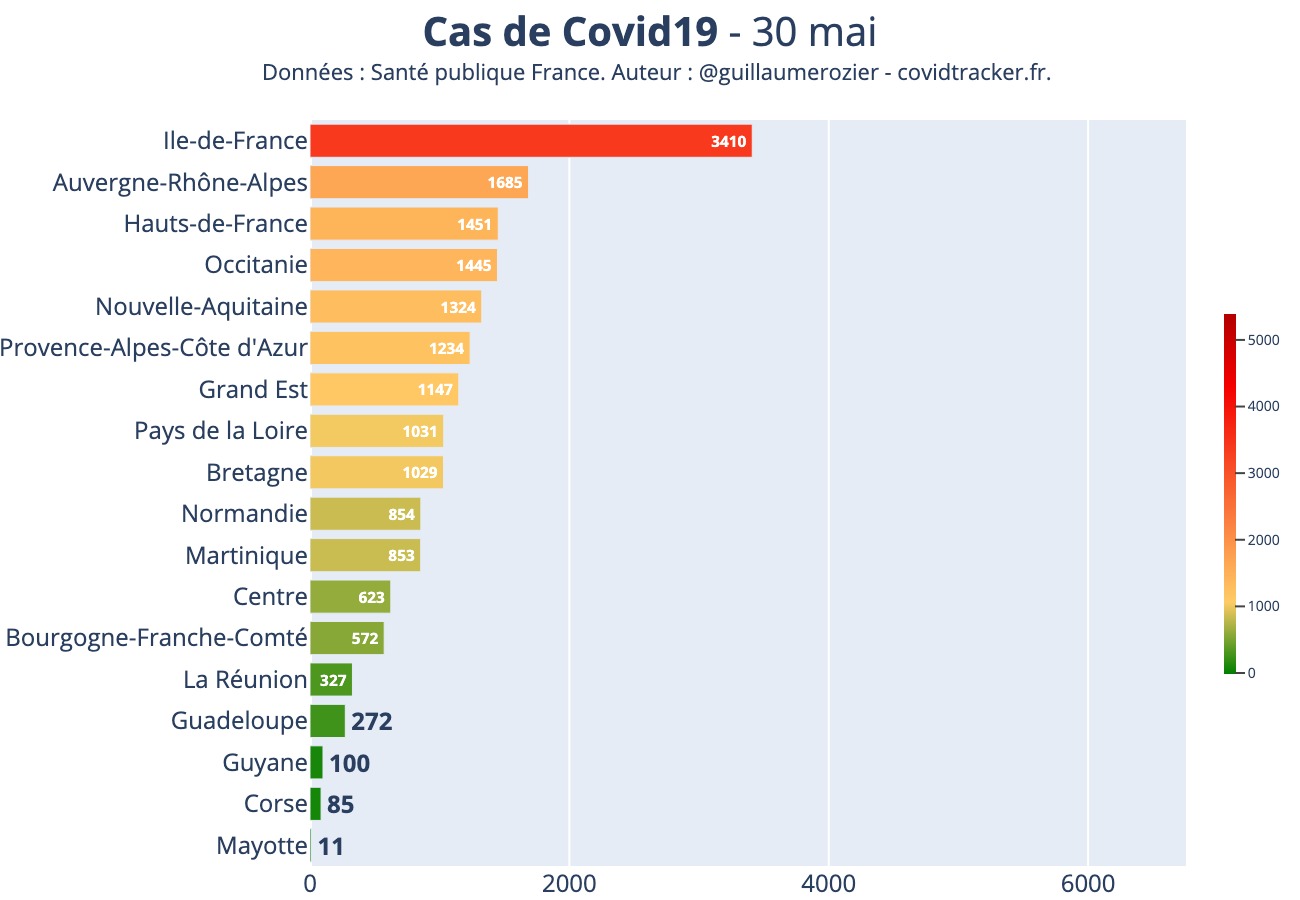 Cas de Covid19 - 30 mai
Données : Santé publique France. Auteur : @guillaumerozier - covidtracker.fr.
Ile-de-France 3410
Auvergne-Rhône-Alpes 1685
Hauts-de-France 1451
Occitanie 1445
Nouvelle-Aquitaine 1324
Provence-Alpes-Côte d'Azur 1234
Grand Est 1147
Pays de la Loire 1031
Bretagne 1029
Normandie 854
Martinique 853
Centre 623
Bourgogne-Franche-Comté 572
La Réunion 327
Guadeloupe 272
Guyane 100
Corse 85
Mayotte 11
0 2000 4000 6000
5000
4000
3000
2000
1000
0